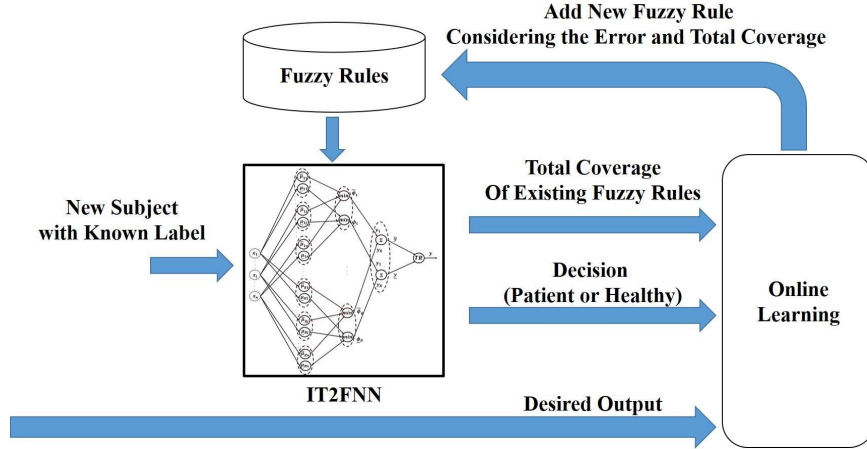 Add New Fuzzy Rule
Considering the Error and Total Coverage
Fuzzy Rules
New Subject
with Known Label
Total Coverage
Of Existing Fuzzy Rules
Decision
(Patient or Healthy)
Online
Learning
IT2FNN
Desired Output